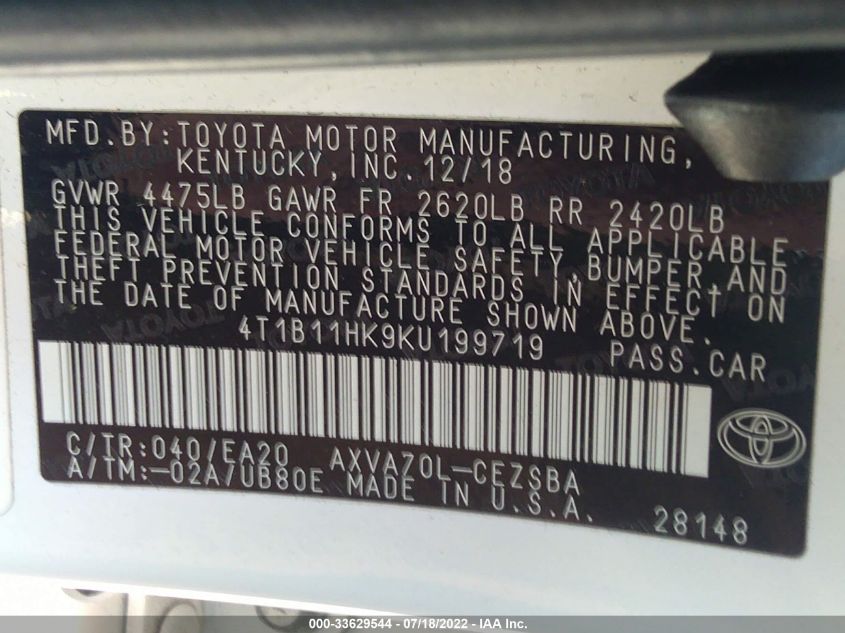 MFD.BY:TOYOTA MOTOR MANUFACTURING,
KENTUCKY,INC.12/18
GVWR 4475LB GAWR FR 2620LB RR 2420LB
THIS VEHICLE CONFORMS TO ALL APPLICABLE
FEDERAL MOTOR VEHICLE SAFETY,BUMPER,AND
THEFT PREVENTION STANDARDS IN EFFECT ON
THE DATE OF MANUFACTURE SHOWN ABOVE.
4T1B11HK9KU199719 PASS.CAR
C/TR:040/EA20 AXVA70L-CEZSBA
A/TM:-02A/UB80E MADE IN U.S.A. 28148
000-33629544 - 07/18/2022 - IAA Inc.